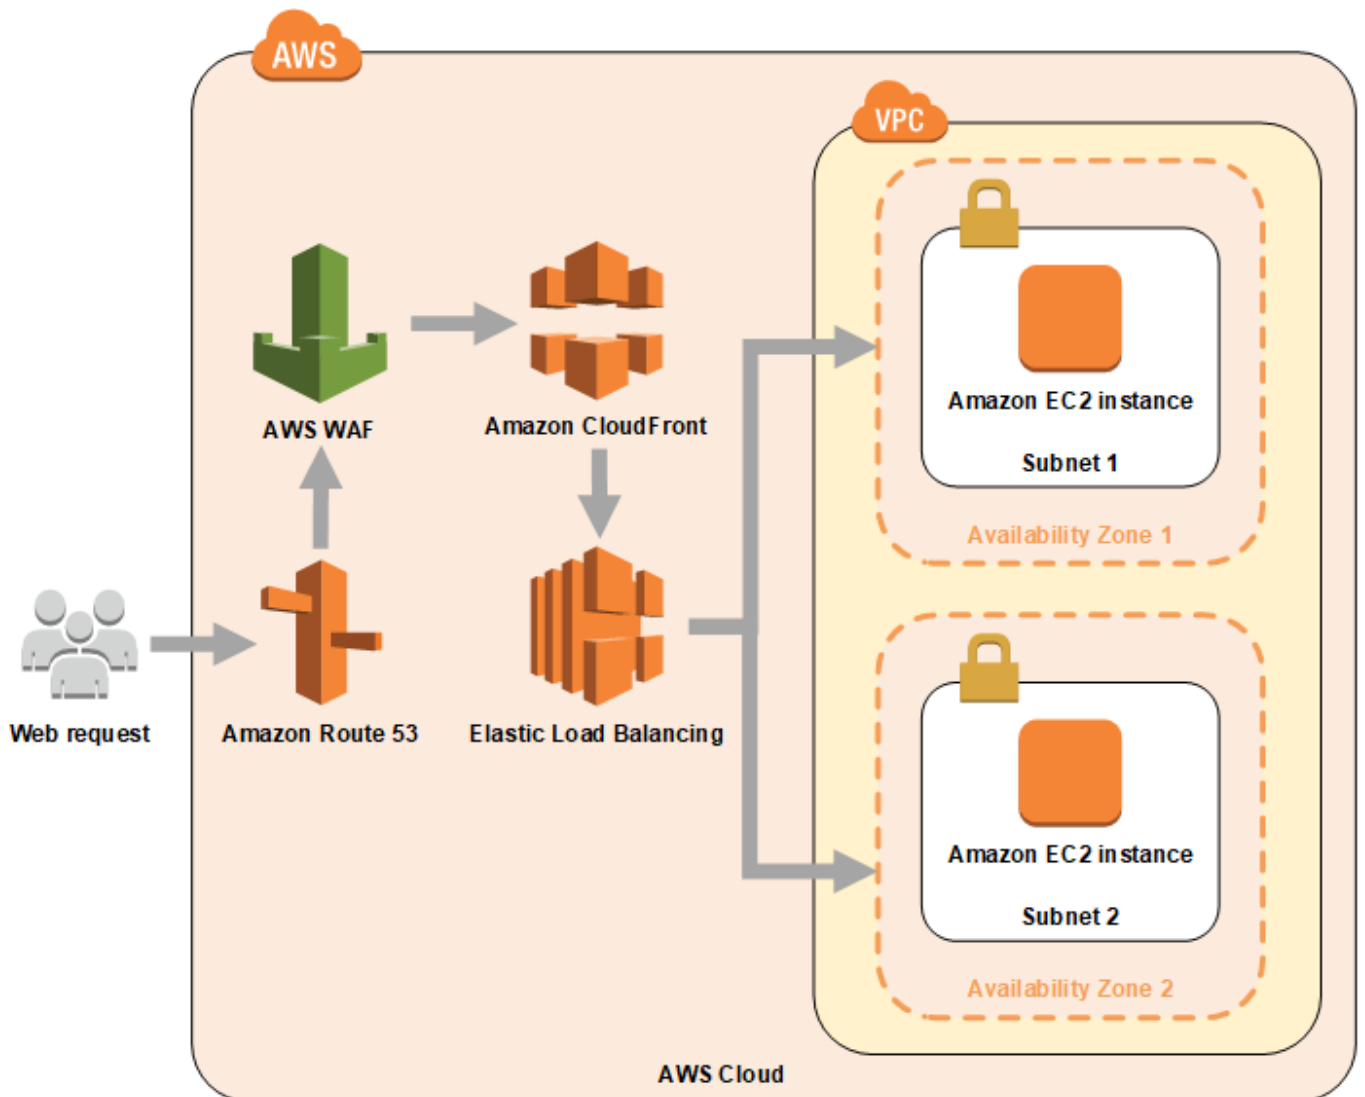 AWS
VPC
Amazon EC2 instance
Subnet 1
Availability Zone 1
AWS WAF
Amazon CloudFront
Web request
Amazon Route 53
Elastic Load Balancing
Amazon EC2 instance
Subnet 2
Availability Zone 2
AWS Cloud